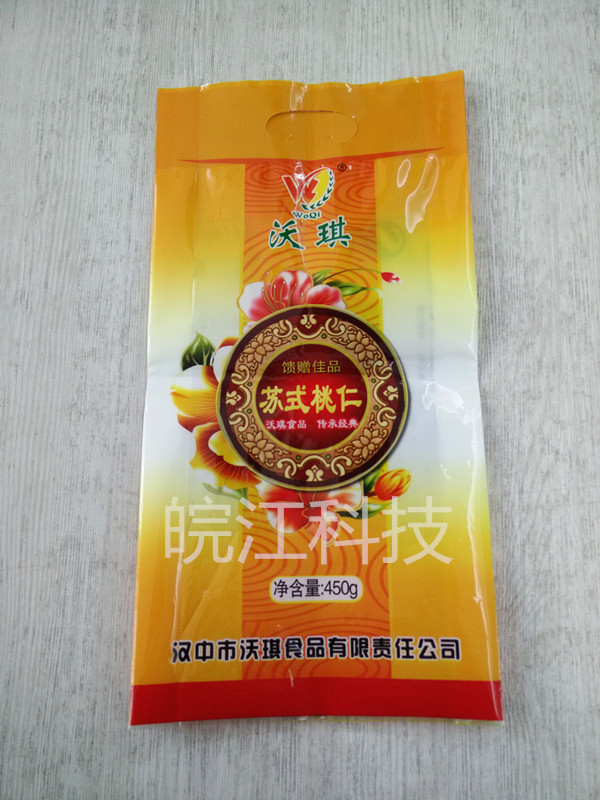 ®
WoQi
沃琪
馈赠佳品
苏式桃仁
沃琪食品 传承经典
皖江科技
净含量:450g
汉中市沃琪食品有限责任公司